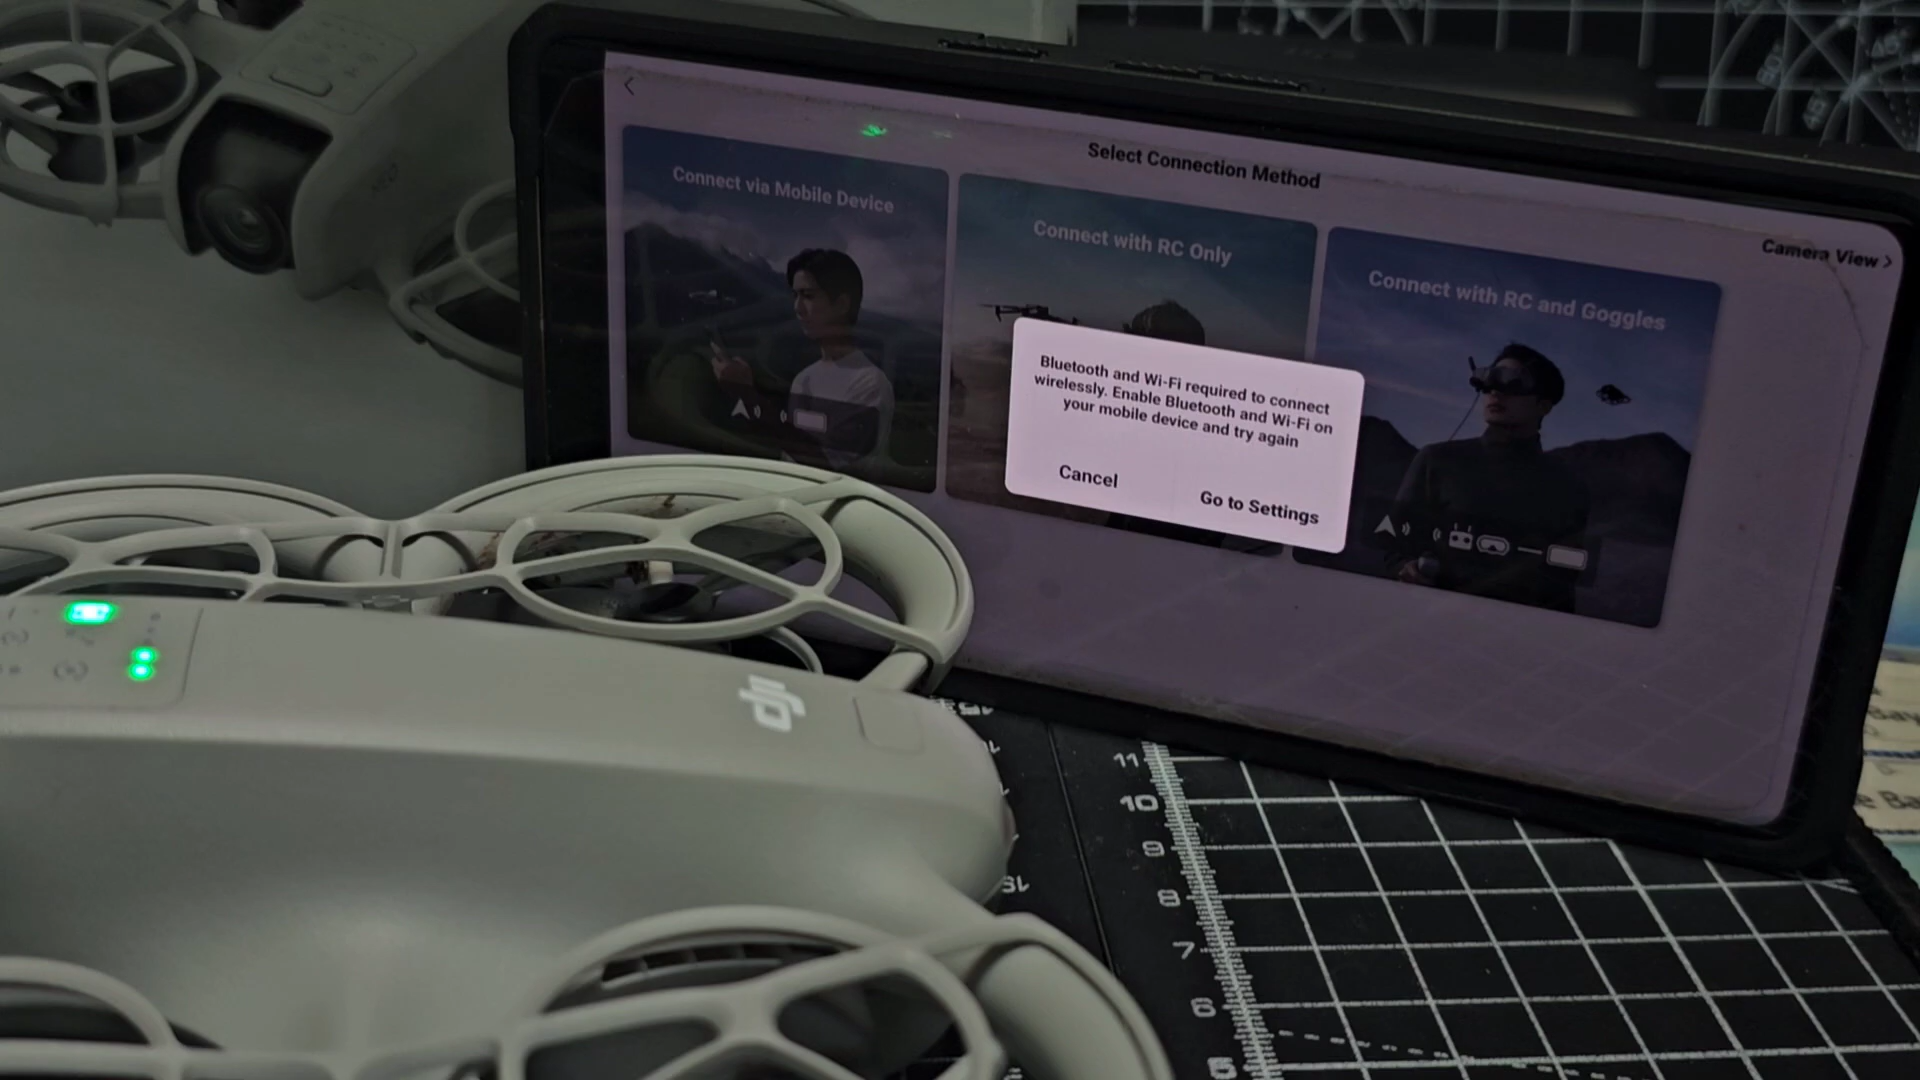 Select Connection Method
Camera View
Connect via Mobile Device
Connect with RC Only
Connect with RC and Goggles
Bluetooth and Wi-Fi required to connect
wirelessly. Enable Bluetooth and Wi-Fi on
your mobile device and try again
Cancel
Go to Settings
dji
11
10
9
8
7
6
5